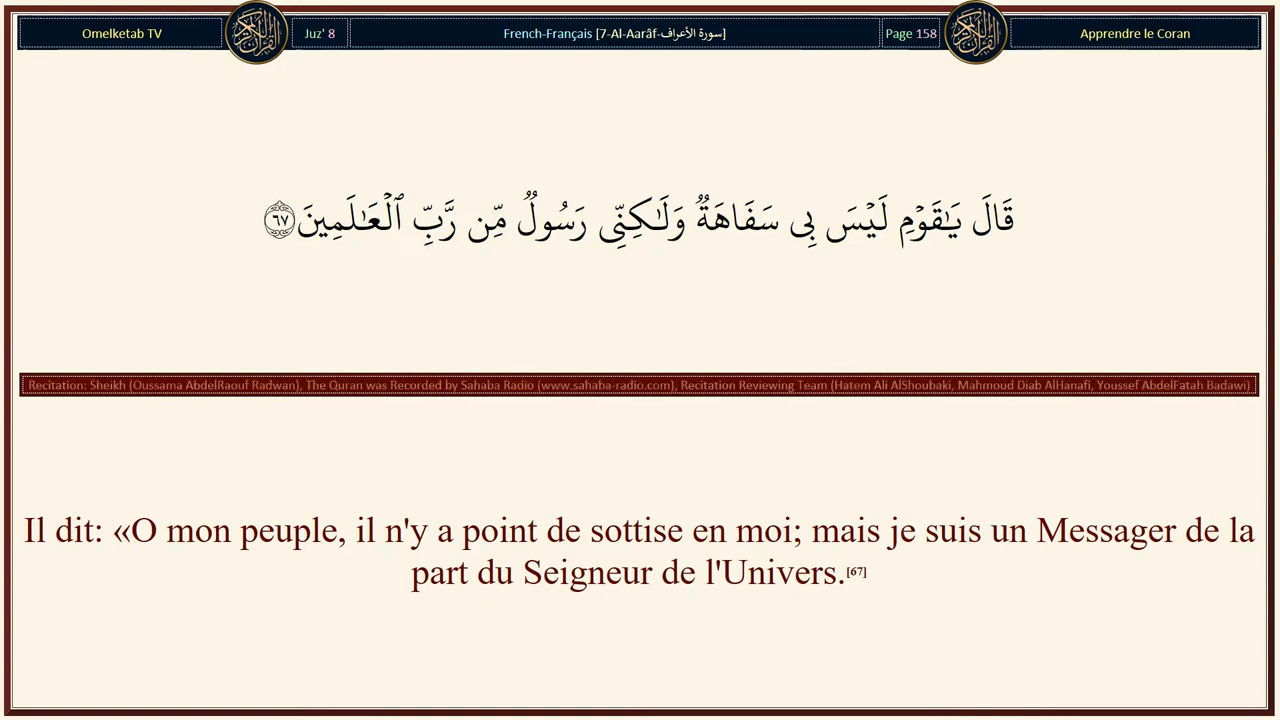 Omelketab TV
Juz' 8
French-Français [7-Al-Aarâf-سورة الأعراف]
Page 158
Apprendre le Coran
قَالَ يَـٰقَوۡمِ لَيۡسَ بِي سَفَاهَةٞ وَلَـٰكِنِّي رَسُولٞ مِّن رَّبِّ ٱلۡعَـٰلَمِينَ ٦٧
Recitation: Sheikh (Oussama AbdelRaouf Radwan), The Quran was Recorded by Sahaba Radio (www.sahaba-radio.com), Recitation Reviewing Team (Hatem Ali AlShoubaki, Mahmoud Diab AlHanafi, Youssef AbdelFatah Badawi)
Il dit: «O mon peuple, il n'y a point de sottise en moi; mais je suis un Messager de la
part du Seigneur de l'Univers.[67]